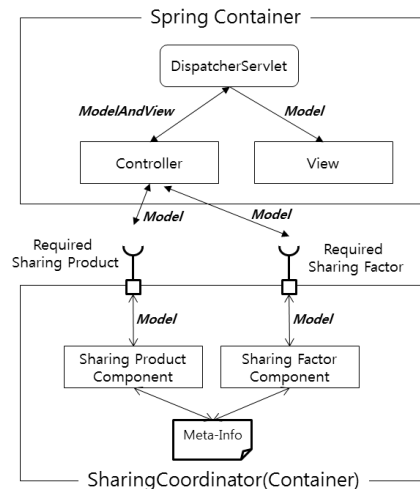 Spring Container
DispatcherServlet
ModelAndView
Model
Controller
View
Model
Model
Required
Sharing Product
Required
Sharing Factor
Model
Model
Sharing Product
Component
Sharing Factor
Component
Meta-Info
SharingCoordinator(Container)